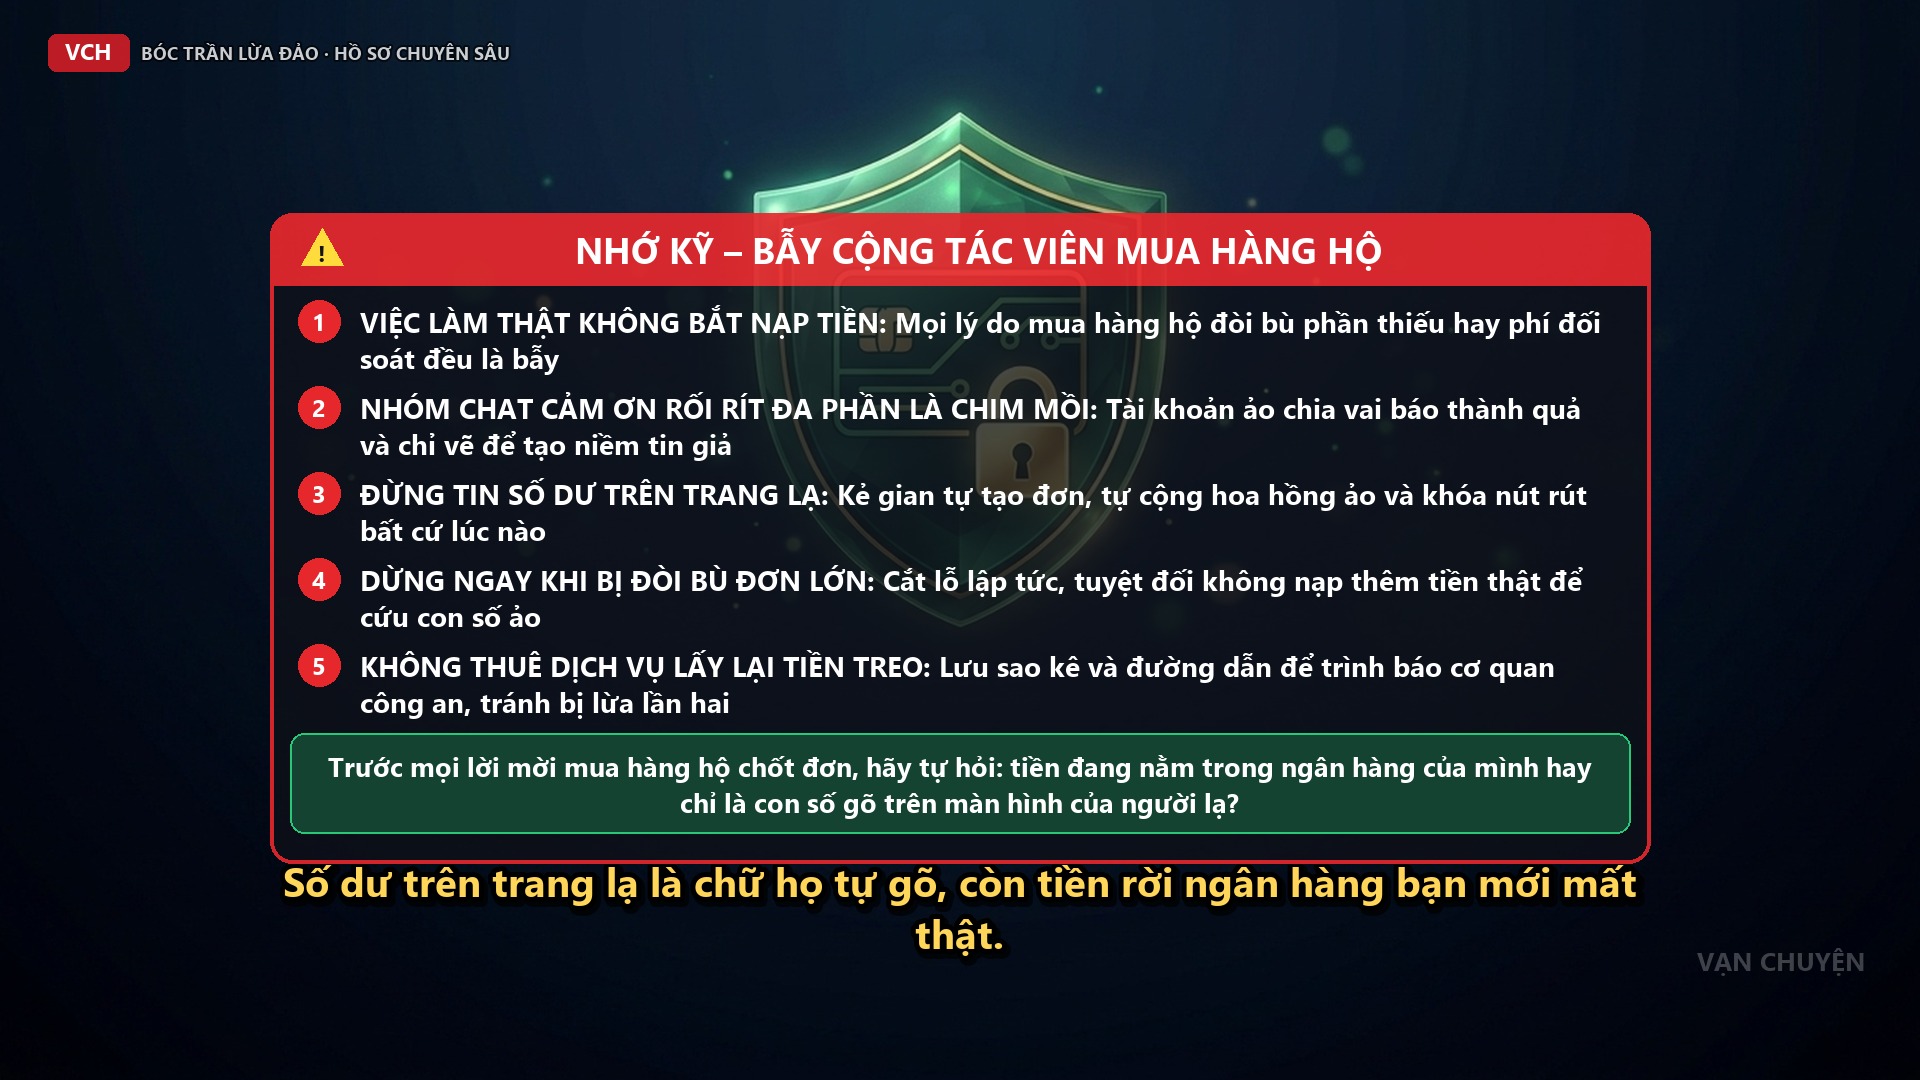 VCH BÓC TRẦN LỪA ĐẢO · HỒ SƠ CHUYÊN SÂU
! NHỚ KỸ – BẪY CỘNG TÁC VIÊN MUA HÀNG HỘ
1 VIỆC LÀM THẬT KHÔNG BẮT NẠP TIỀN: Mọi lý do mua hàng hộ đòi bù phần thiếu hay phí đối
soát đều là bẫy
2 NHÓM CHAT CẢM ƠN RỐI RÍT ĐA PHẦN LÀ CHIM MỒI: Tài khoản ảo chia vai báo thành quả
và chỉ vẽ để tạo niềm tin giả
3 ĐỪNG TIN SỐ DƯ TRÊN TRANG LẠ: Kẻ gian tự tạo đơn, tự cộng hoa hồng ảo và khóa nút rút
bất cứ lúc nào
4 DỪNG NGAY KHI BỊ ĐÒI BÙ ĐƠN LỚN: Cắt lỗ lập tức, tuyệt đối không nạp thêm tiền thật để
cứu con số ảo
5 KHÔNG THUÊ DỊCH VỤ LẤY LẠI TIỀN TREO: Lưu sao kê và đường dẫn để trình báo cơ quan
công an, tránh bị lừa lần hai
Trước mọi lời mời mua hàng hộ chốt đơn, hãy tự hỏi: tiền đang nằm trong ngân hàng của mình hay
chỉ là con số gõ trên màn hình của người lạ?
Số dư trên trang lạ là chữ họ tự gõ, còn tiền rời ngân hàng bạn mới mất
thật.
VẠN CHUYỆN